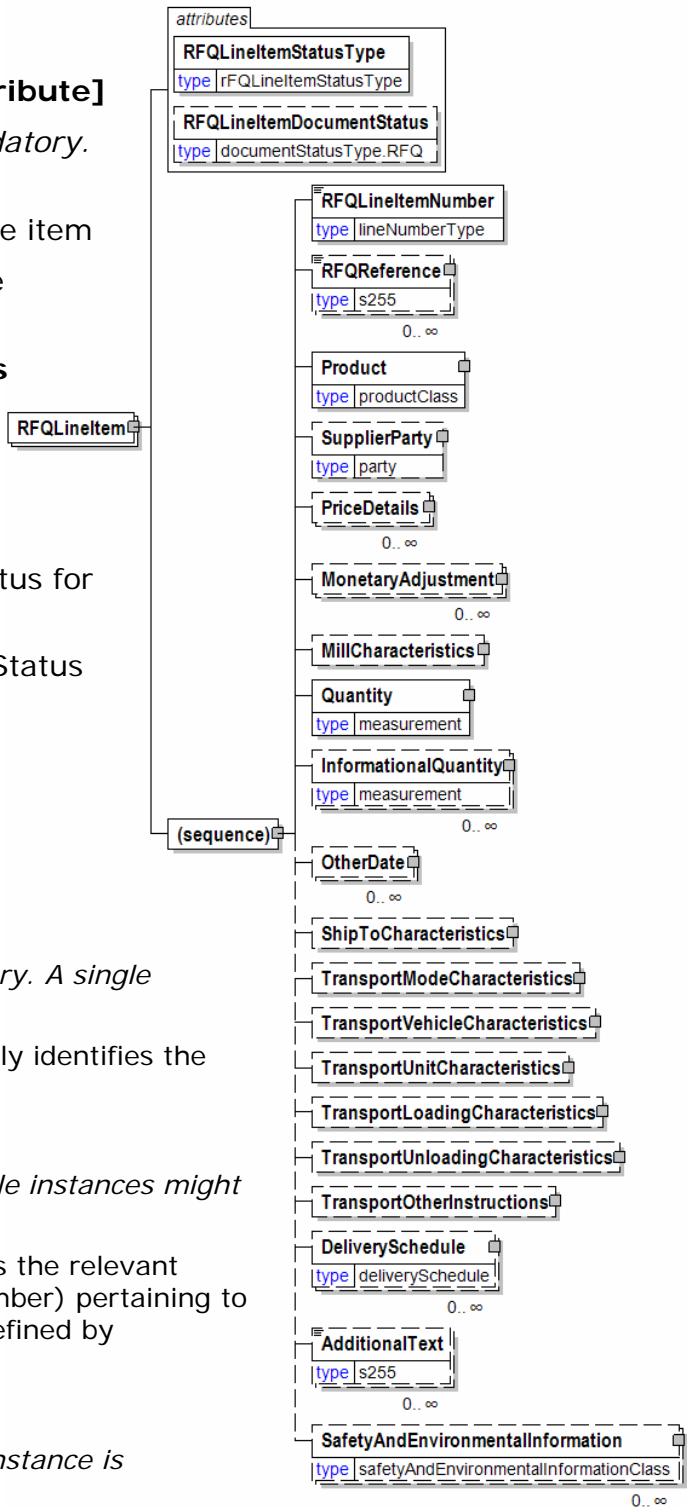 attributes
RFQLineItemStatusType
type rFQLineItemStatusType
RFQLineItemDocumentStatus
type documentStatusType.RFQ
ribute]
datory.
e item
e
s
RFQLineItem
tus for
Status
(sequence)
ry. A single
ly identifies the
le instances might
s the relevant
mber) pertaining to
efined by
nstance is
RFQLineItemNumber
type lineNumberType
RFQReference
type s255
0.. ∞
Product
type productClass
SupplierParty
type party
PriceDetails
0.. ∞
MonetaryAdjustment
0.. ∞
MillCharacteristics
Quantity
type measurement
InformationalQuantity
type measurement
0.. ∞
OtherDate
0.. ∞
ShipToCharacteristics
TransportModeCharacteristics
TransportVehicleCharacteristics
TransportUnitCharacteristics
TransportLoadingCharacteristics
TransportUnloadingCharacteristics
TransportOtherInstructions
DeliverySchedule
type deliverySchedule
0.. ∞
AdditionalText
type s255
0.. ∞
SafetyAndEnvironmentalInformation
type safetyAndEnvironmentalInformationClass
0.. ∞